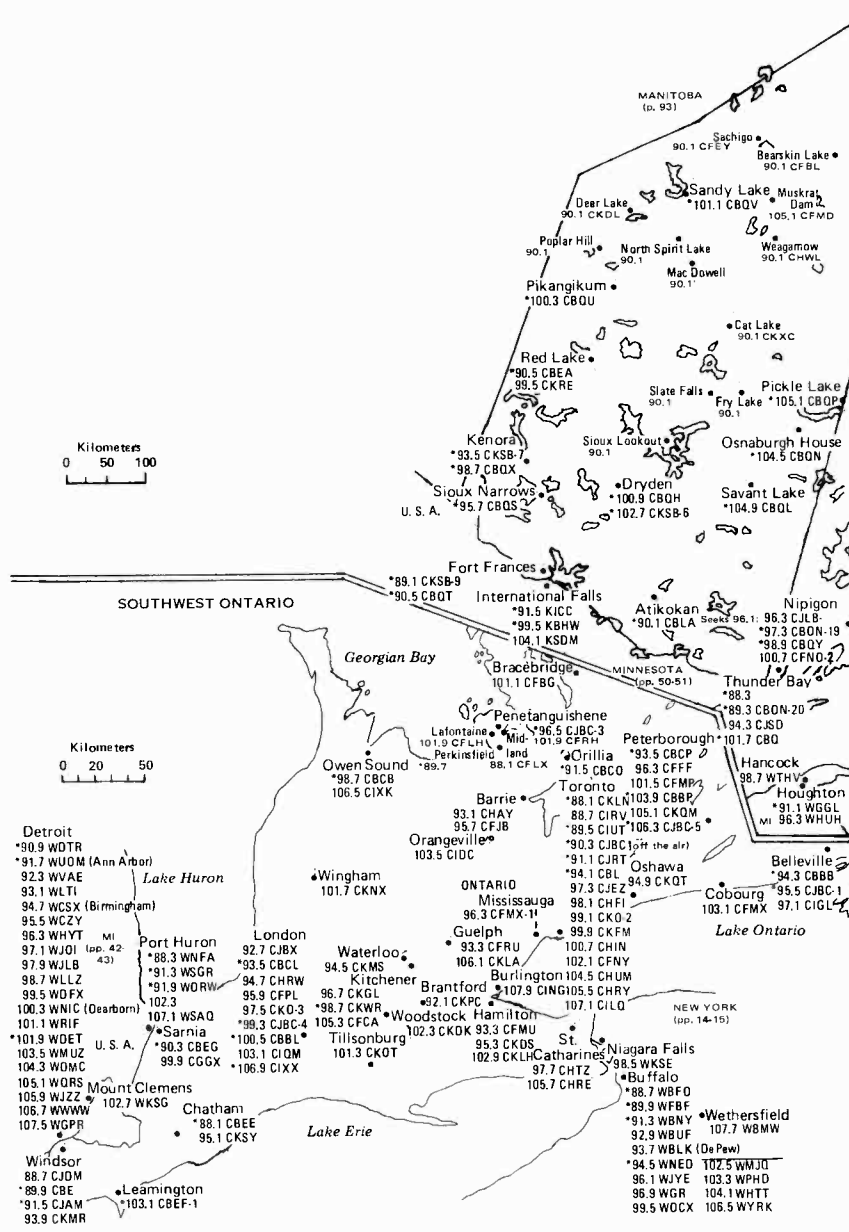 MANITOBA
(p. 93)
Sachigo
90.1 CFEY
Bearskin Lake
90.1 CFBL
Sandy Lake
*101.1 CBQV
Muskrat
Dam
105.1 CFMD
Deer Lake
90.1 CKDL
Poplar Hill
90.1
North Spirit Lake
90.1
Weagamow
90.1 CHWL
Mac Dowell
90.1
Pikangikum
*100.3 CBQU
Cat Lake
90.1 CKXC
Red Lake
*90.5 CBEA
99.5 CKRE
Slate Falls
90.1
Fry Lake
90.1
Pickle Lake
*105.1 CBQP
Kenora
*93.5 CKSB-7
*98.7 CBQX
Sioux Lookout
90.1
Osnaburgh House
*104.5 CBQN
Kilometers
0 50 100
Sioux Narrows
*95.7 CBQS
U. S. A.
Dryden
*100.9 CBQH
*102.7 CKSB-6
Savant Lake
*104.9 CBQL
Fort Frances
*89.1 CKSB-9
*90.5 CBQT
SOUTHWEST ONTARIO
International Falls
*91.5 KICC
*99.5 KBHW
104.1 KSDM
Atikokan
*90.1 CBLA
Nipigon
Seeks 96.1: 96.3 CJLB-
*97.3 CBON-19
*98.9 CBQY
100.7 CFNO-2
Georgian Bay
Bracebridge
101.1 CFBG
MINNESOTA
(pp. 50-51)
Thunder Bay
*88.3
*89.3 CBON-20
94.3 CJSD
*101.7 CBQ
Penetanguishene
*96.5 CJBC-3
Lafontaine
101.9 CFLH
Mid-
land
101.9 CFRH
Perkinsfield
*89.7
88.1 CFLX
Peterborough
*93.5 CBCP
96.3 CFFF
101.5 CFMP
*103.9 CBBP
105.1 CKQM
*106.3 CJBC-5
Kilometers
0 20 50
Owen Sound
*98.7 CBCB
106.5 CIXK
Orillia
*91.5 CBCO
Hancock
98.7 WTHV
Houghton
*91.1 WGGL
MI 96.3 WHUH
Toronto
*88.1 CKLN
88.7 CIRV
*89.5 CIUT
*90.3 CJBC1 (off the air)
*91.1 CJRT
*94.1 CBL
97.3 CJEZ
98.1 CHFI
99.1 CKO-2
99.9 CKFM
100.7 CHIN
102.1 CFNY
104.5 CHUM
105.5 CHRY
107.1 CILQ
Barrie
93.1 CHAY
95.7 CFJB
Orangeville
103.5 CIDC
Oshawa
94.9 CKQT
Belleville
*94.3 CBBB
*95.5 CJBC-1
97.1 CIGL
Cobourg
103.1 CFMX
Lake Ontario
Detroit
*90.9 WDTR
*91.7 WUOM (Ann Arbor)
92.3 WVAE
93.1 WLTI
94.7 WCSX (Birmingham)
95.5 WCZY
96.3 WHYT
97.1 WJOI
97.9 WJLB
98.7 WLLZ
99.5 WDFX
100.3 WNIC (Dearborn)
101.1 WRIF
*101.9 WDET
103.5 WMUZ
104.3 WOMC
105.1 WQRS
105.9 WJZZ
106.7 WWWW
107.5 WGPR
MI
(pp. 42-
43)
Lake Huron
Wingham
101.7 CKNX
ONTARIO
Mississauga
96.3 CFMX-1
Port Huron
*88.3 WNFA
*91.3 WSGR
*91.9 WORW
102.3
107.1 WSAQ
London
92.7 CJBX
*93.5 CBCL
94.7 CHRW
95.9 CFPL
97.5 CKO-3
*99.3 CJBC-4
*100.5 CBBL
103.1 CIQM
*106.9 CIXX
Waterloo
94.5 CKMS
Guelph
93.3 CFRU
106.1 CKLA
Kitchener
96.7 CKGL
*98.7 CKWR
105.3 CFCA
Brantford
92.1 CKPC
Burlington
107.9 CING
Woodstock
102.3 CKDK
Hamilton
93.3 CFMU
95.3 CKDS
102.9 CKLH
NEW YORK
(pp. 14-15)
Sarnia
*90.3 CBEG
99.9 CGGX
U. S. A.
Tillsonburg
101.3 CKOT
St.
Catharines
97.7 CHTZ
105.7 CHRE
Niagara Falls
98.5 WKSE
Mount Clemens
102.7 WKSG
Chatham
*88.1 CBEE
95.1 CKSY
Lake Erie
Buffalo
*88.7 WBFO
*89.9 WFBF
*91.3 WBNY
92.9 WBUF
93.7 WBLK (De Pew)
*94.5 WNED
96.1 WJYE
96.9 WGR
99.5 WOCX
102.5 WMJQ
103.3 WPHD
104.1 WHTT
106.5 WYRK
Wethersfield
107.7 WBMW
Windsor
88.7 CJDM
*89.9 CBE
*91.5 CJAM
93.9 CKMR
Leamington
*103.1 CBEF-1